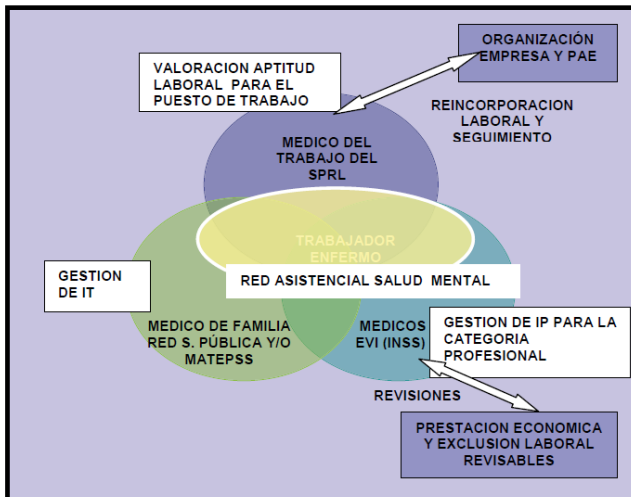 ORGANIZACIÓN
EMPRESA Y PAE
VALORACION APTITUD
LABORAL PARA EL
PUESTO DE TRABAJO
REINCORPORACION
LABORAL Y
SEGUIMIENTO
MEDICO DEL
TRABAJO DEL
SPRL
TRABAJADOR
ENFERMO
RED ASISTENCIAL SALUD MENTAL
GESTION
DE IT
MEDICO DE FAMILIA
RED S. PÚBLICA Y/O
MATEPSS
MEDICOS
EVI (INSS)
GESTION DE IP PARA LA
CATEGORIA
PROFESIONAL
REVISIONES
PRESTACION ECONOMICA
Y EXCLUSION LABORAL
REVISABLES